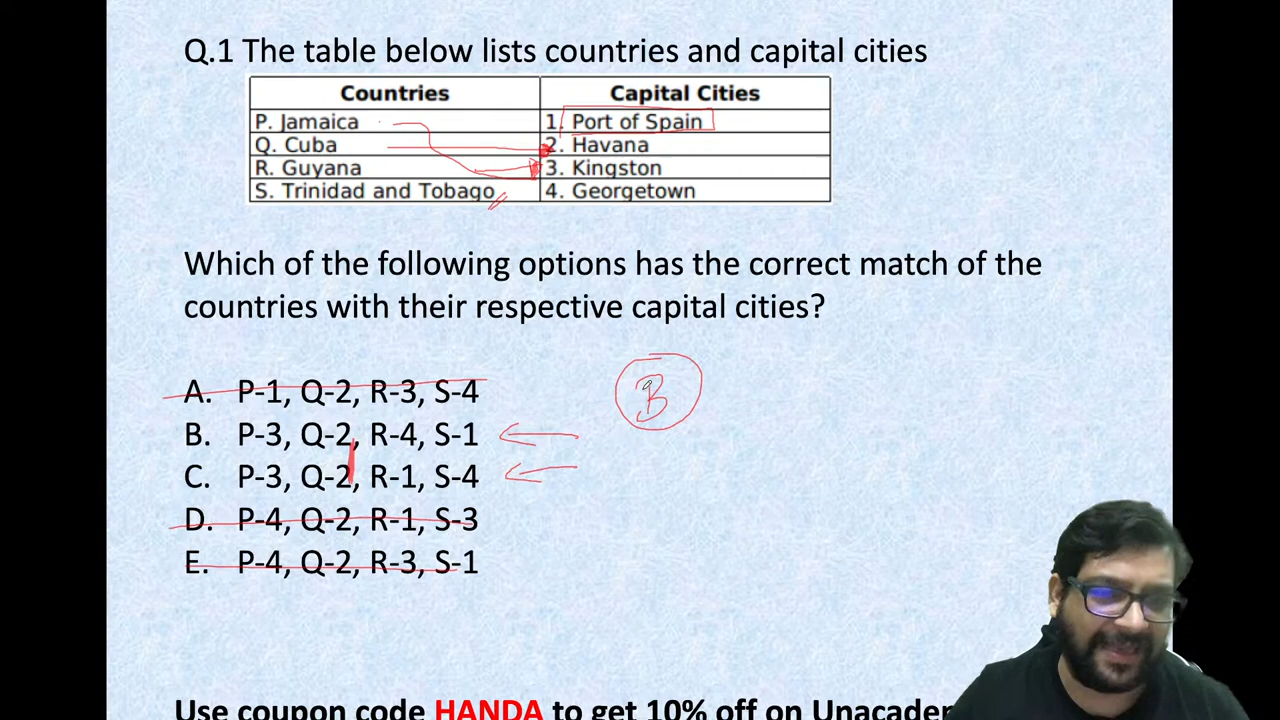 Q.1 The table below lists countries and capital cities
Countries Capital Cities
P. Jamaica 1. Port of Spain
Q. Cuba 2. Havana
R. Guyana 3. Kingston
S. Trinidad and Tobago 4. Georgetown
Which of the following options has the correct match of the
countries with their respective capital cities?
A. P-1, Q-2, R-3, S-4
B. P-3, Q-2, R-4, S-1
C. P-3, Q-2, R-1, S-4
D. P-4, Q-2, R-1, S-3
E. P-4, Q-2, R-3, S-1
B
Use coupon code HANDA to get 10% off on